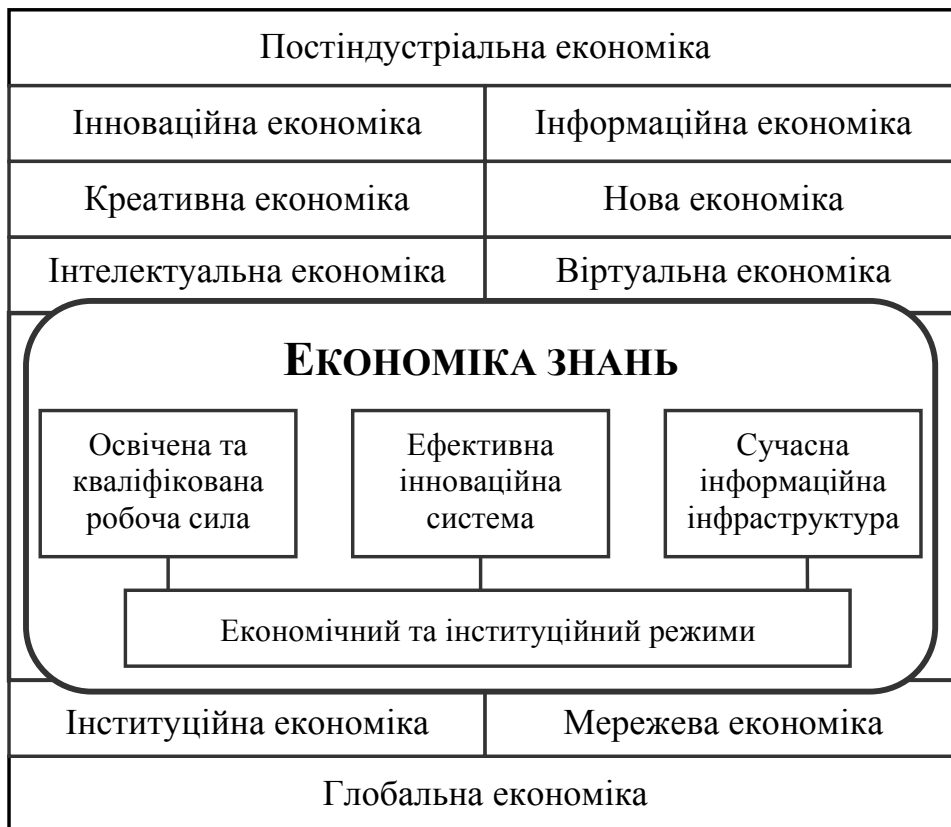 Постіндустріальна економіка
Інноваційна економіка
Інформаційна економіка
Креативна економіка
Нова економіка
Інтелектуальна економіка
Віртуальна економіка
ЕКОНОМІКА ЗНАНЬ
Освічена та
кваліфікована
робоча сила
Ефективна
інноваційна
система
Сучасна
інформаційна
інфраструктура
Економічний та інституційний режими
Інституційна економіка
Мережева економіка
Глобальна економіка